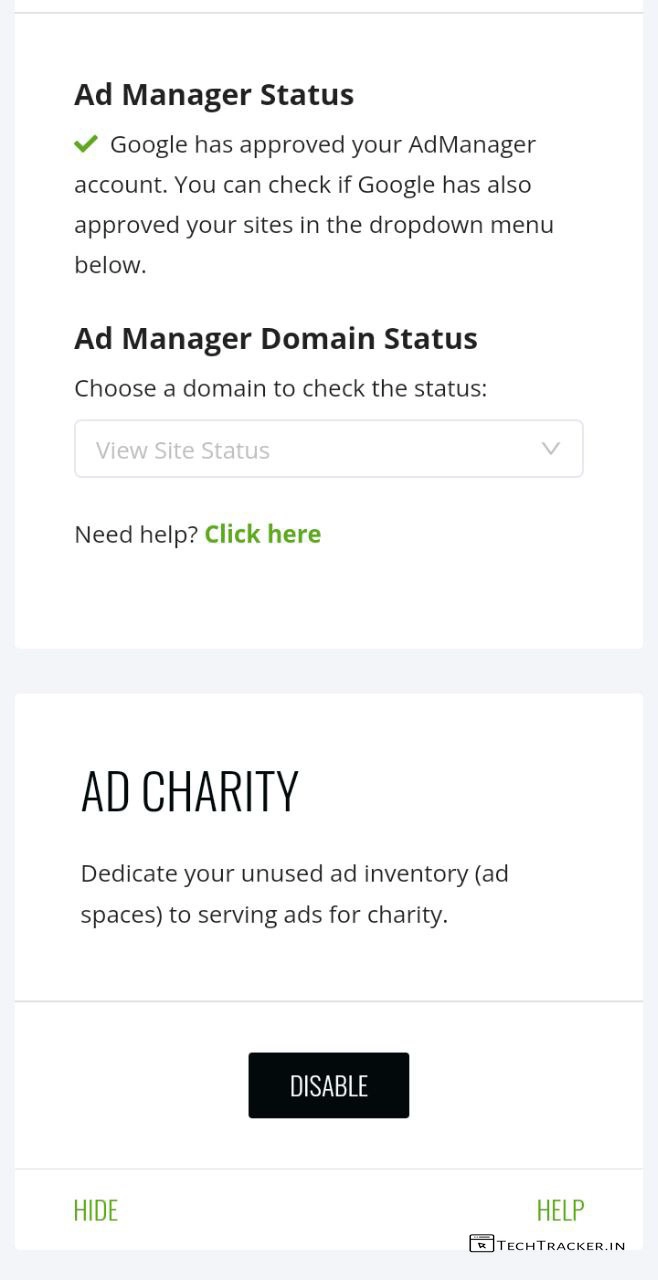 Ad Manager Status
Google has approved your AdManager
account. You can check if Google has also
approved your sites in the dropdown menu
below.
Ad Manager Domain Status
Choose a domain to check the status:
View Site Status
Need help? Click here
AD CHARITY
Dedicate your unused ad inventory (ad
spaces) to serving ads for charity.
DISABLE
HIDE
HELP
TECHTRACKER.IN